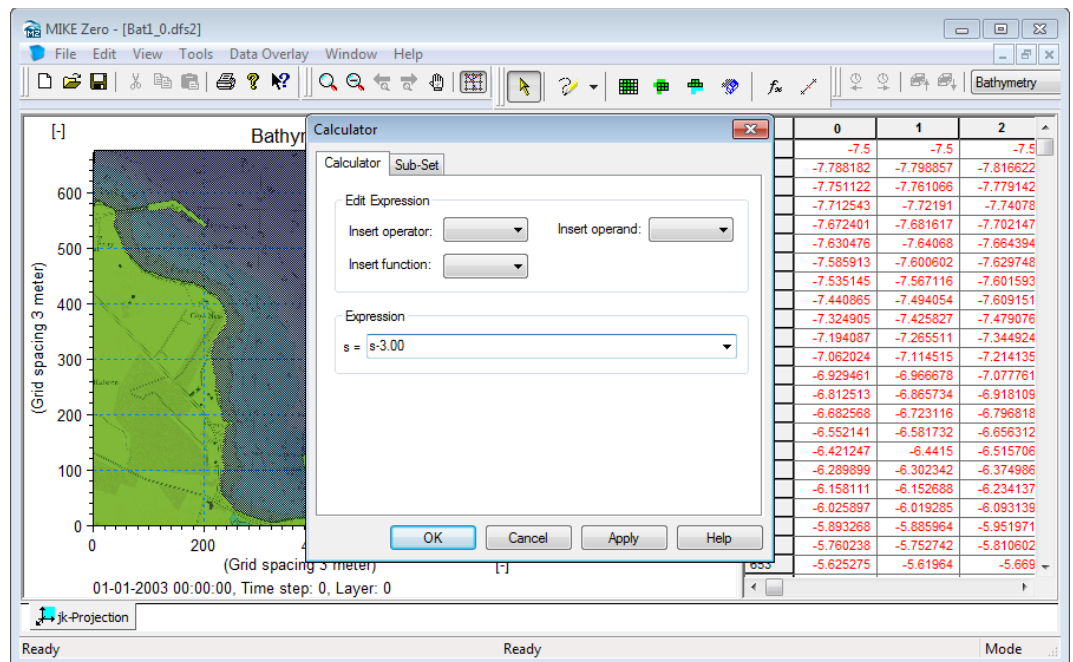 MIKE Zero - [Bat1_0.dfs2]
File Edit View Tools Data Overlay Window Help
Bathymetry
[-]
Bathyr
Calculator
Calculator Sub-Set
Edit Expression
Insert operator: Insert operand:
Insert function:
Expression
s = s-3.00
OK Cancel Apply Help
(Grid spacing 3 meter)
600
500
400
300
200
100
0
0 200 4
(Grid spacing 3 meter) [-]
01-01-2003 00:00:00, Time step: 0, Layer: 0
0 1 2
-7.5 -7.5 -7.5
-7.788182 -7.798857 -7.816622
-7.751122 -7.761066 -7.779142
-7.712543 -7.72191 -7.74078
-7.672401 -7.681617 -7.702147
-7.630476 -7.64068 -7.664394
-7.585913 -7.600602 -7.629748
-7.535145 -7.567116 -7.601593
-7.440865 -7.494054 -7.609151
-7.324905 -7.425827 -7.479076
-7.194087 -7.265511 -7.344924
-7.062024 -7.114515 -7.214135
-6.929461 -6.966678 -7.077761
-6.812513 -6.865734 -6.918109
-6.682568 -6.723116 -6.796818
-6.552141 -6.581732 -6.656312
-6.421247 -6.4415 -6.515706
-6.289899 -6.302342 -6.374986
-6.158111 -6.152688 -6.234137
-6.025897 -6.019285 -6.093139
-5.893268 -5.885964 -5.951971
-5.760238 -5.752742 -5.810602
653 -5.625275 -5.61964 -5.669
jk-Projection
Ready Ready Mode